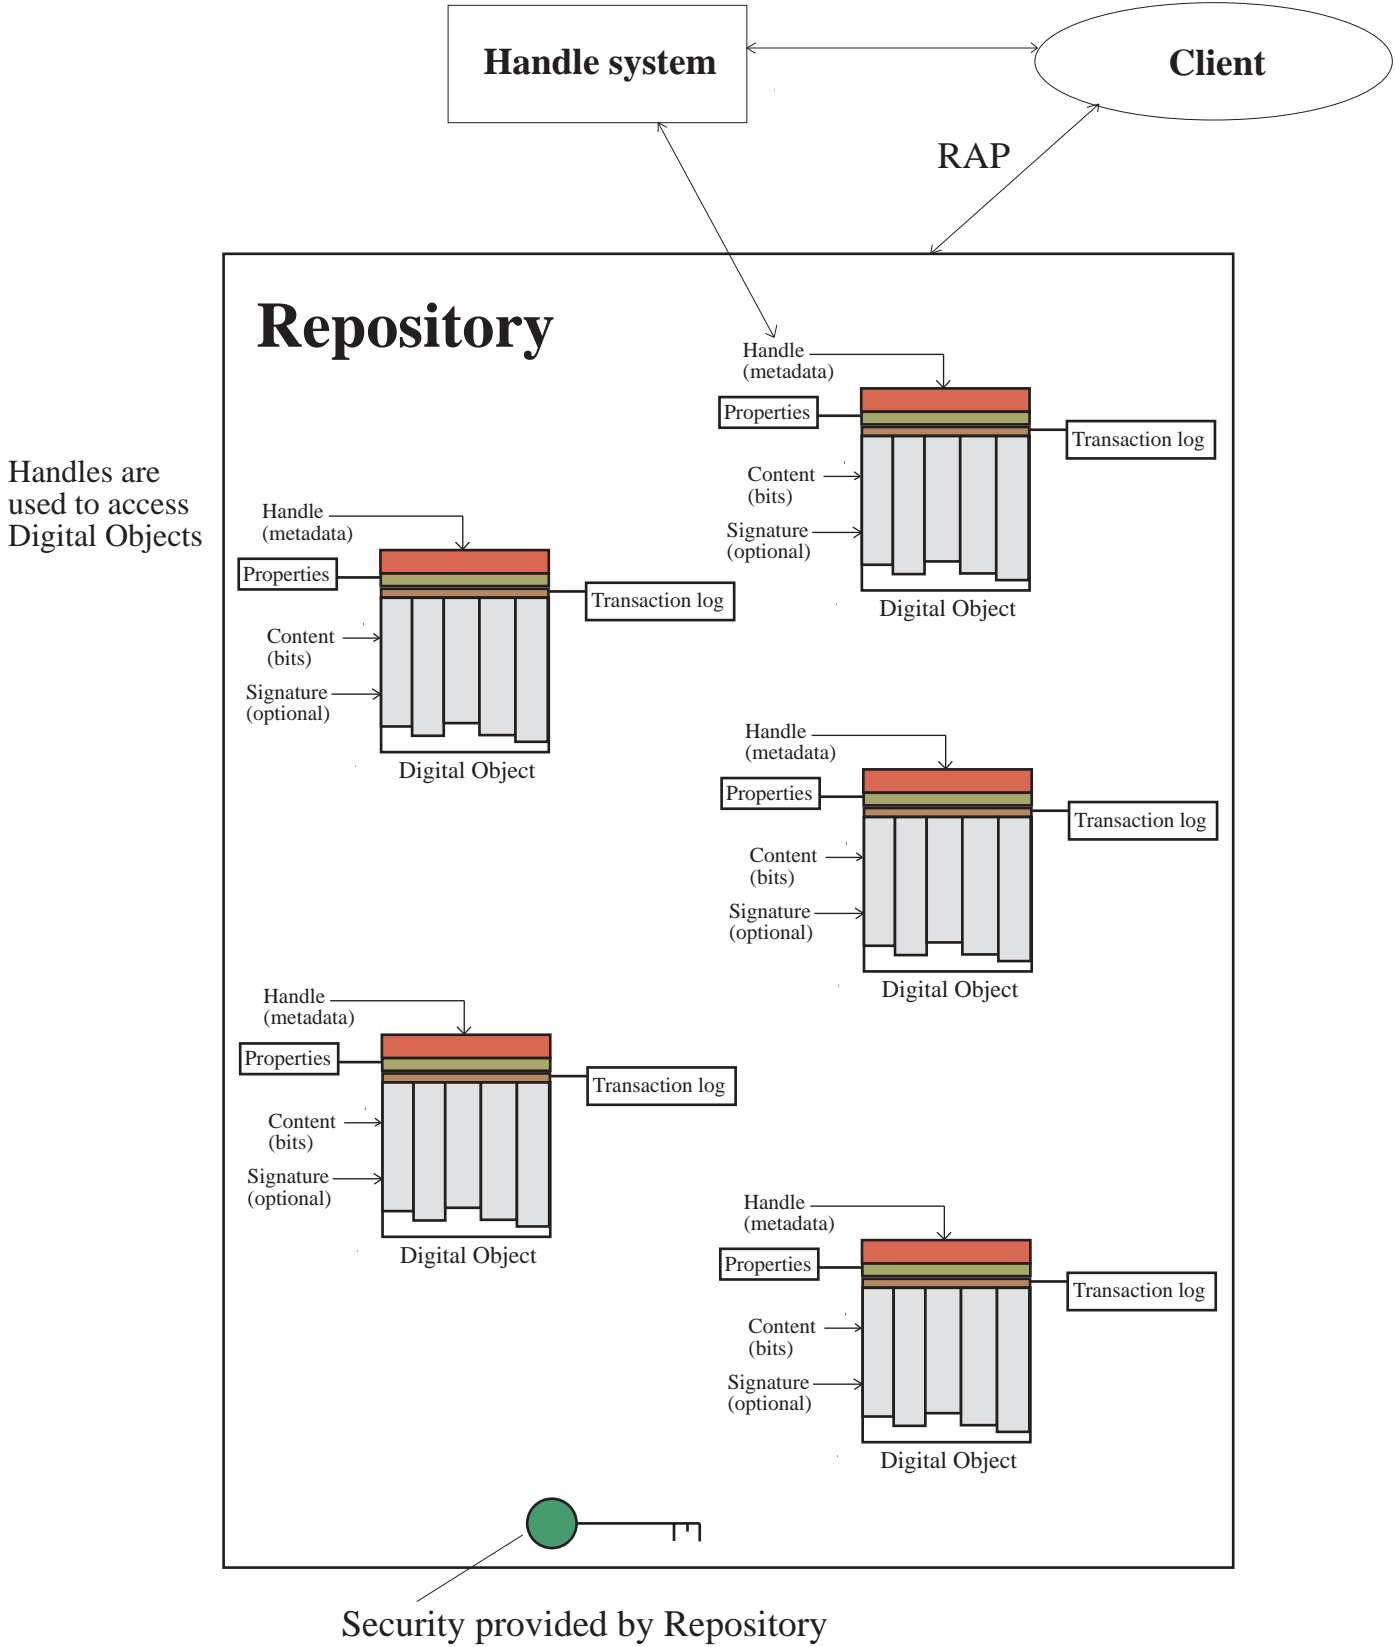 Handle system
Client
RAP
Repository
Handles are
used to access
Digital Objects
Handle
(metadata)
Properties
Transaction log
Content
(bits)
Signature
(optional)
Digital Object
Handle
(metadata)
Properties
Transaction log
Content
(bits)
Signature
(optional)
Digital Object
Handle
(metadata)
Properties
Transaction log
Content
(bits)
Signature
(optional)
Digital Object
Handle
(metadata)
Properties
Transaction log
Content
(bits)
Signature
(optional)
Digital Object
Handle
(metadata)
Properties
Transaction log
Content
(bits)
Signature
(optional)
Digital Object
Security provided by Repository